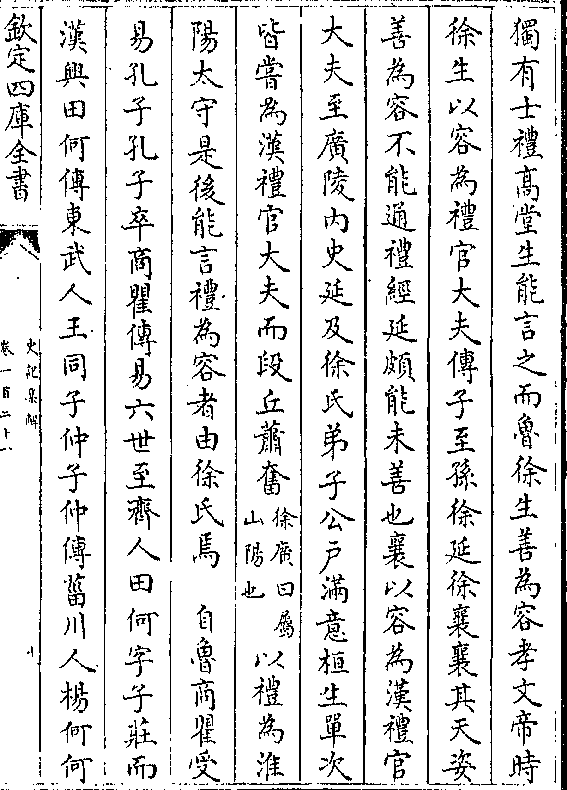 獨有士禮髙堂生能言之而魯徐生善為容孝文帝時
徐生以容為禮官大夫傳子至孫徐延徐襄襄其天姿
善為容不能通禮經延頗能未善也襄以容為漢禮官
大夫至廣陵内史延及徐氏弟子公戶滿意桓生單次
皆嘗為漢禮官大夫而段丘蕭奮徐廣曰屬山陽也以禮為淮
陽太守是後能言禮為容者由徐氏焉　自魯商瞿受
易孔子孔子卒商瞿傳易六世至齊人田何字子莊而
漢興田何傳東武人王同子仲子仲傳菑川人楊何何
欽定四庫全書
史記集解
卷一百二十一